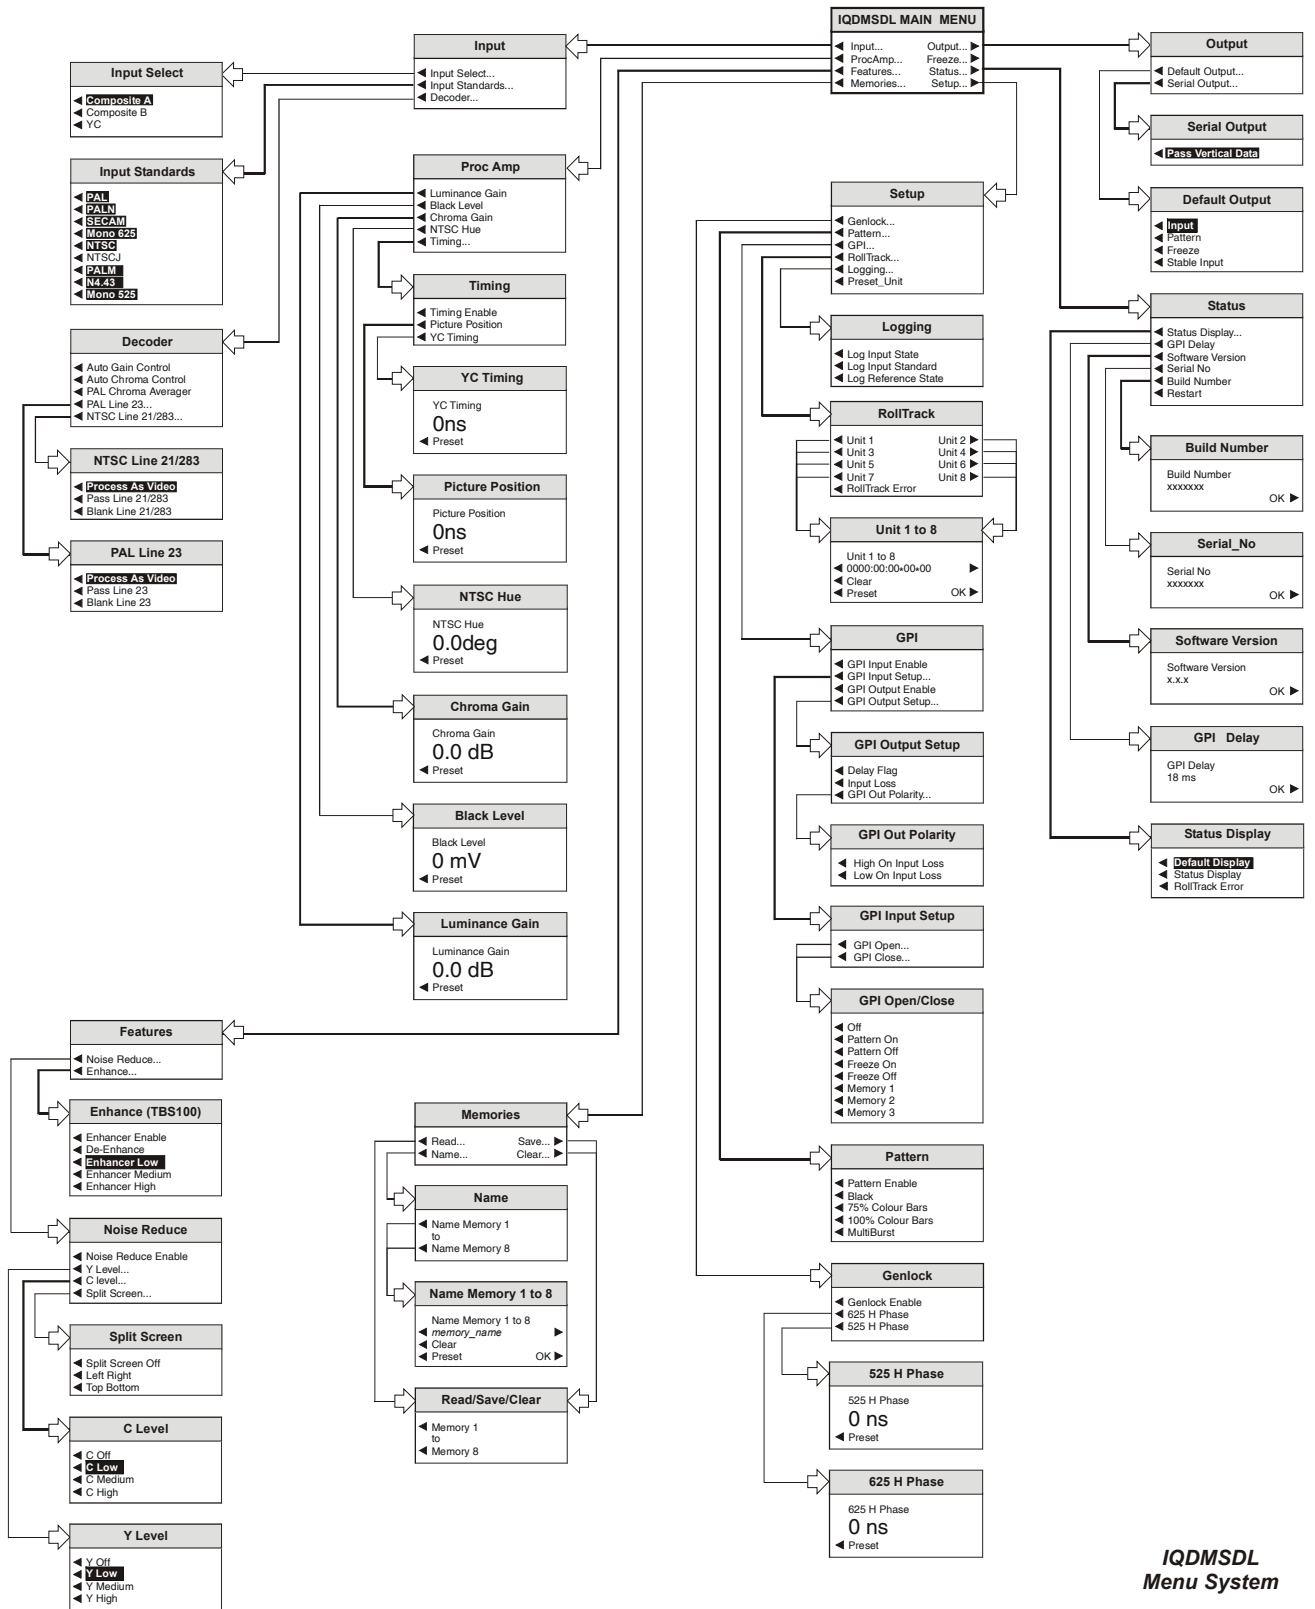 IQDMSDL MAIN MENU
Input... Output...
ProcAmp... Freeze...
Features... Status...
Memories... Setup...
Input
Input Select...
Input Standards...
Decoder...
Input Select
Composite A
Composite B
YC
Input Standards
PAL
PALN
SECAM
Mono 625
NTSC
NTSCJ
PALM
N4.43
Mono 525
Decoder
Auto Gain Control
Auto Chroma Control
PAL Chroma Averager
PAL Line 23...
NTSC Line 21/283...
NTSC Line 21/283
Process As Video
Pass Line 21/283
Blank Line 21/283
PAL Line 23
Process As Video
Pass Line 23
Blank Line 23
Proc Amp
Luminance Gain
Black Level
Chroma Gain
NTSC Hue
Timing...
Timing
Timing Enable
Picture Position
YC Timing
YC Timing
YC Timing
0ns
Preset
Picture Position
Picture Position
0ns
Preset
NTSC Hue
NTSC Hue
0.0deg
Preset
Chroma Gain
Chroma Gain
0.0 dB
Preset
Black Level
Black Level
0 mV
Preset
Luminance Gain
Luminance Gain
0.0 dB
Preset
Features
Noise Reduce...
Enhance...
Enhance (TBS100)
Enhancer Enable
De-Enhance
Enhancer Low
Enhancer Medium
Enhancer High
Noise Reduce
Noise Reduce Enable
Y Level...
C level...
Split Screen...
Split Screen
Split Screen Off
Left Right
Top Bottom
C Level
C Off
C Low
C Medium
C High
Y Level
Y Off
Y Low
Y Medium
Y High
Memories
Read... Save...
Name... Clear...
Name
Name Memory 1
to
Name Memory 8
Name Memory 1 to 8
Name Memory 1 to 8
memory_name
Clear
Preset OK
Read/Save/Clear
Memory 1
to
Memory 8
Setup
Genlock...
Pattern...
GPI...
RollTrack...
Logging...
Preset_Unit
Logging
Log Input State
Log Input Standard
Log Reference State
RollTrack
Unit 1 Unit 2
Unit 3 Unit 4
Unit 5 Unit 6
Unit 7 Unit 8
RollTrack Error
Unit 1 to 8
Unit 1 to 8
0000:00:00*00*00
Clear
Preset OK
GPI
GPI Input Enable
GPI Input Setup...
GPI Output Enable
GPI Output Setup...
GPI Output Setup
Delay Flag
Input Loss
GPI Out Polarity...
GPI Out Polarity
High On Input Loss
Low On Input Loss
GPI Input Setup
GPI Open...
GPI Close...
GPI Open/Close
Off
Pattern On
Pattern Off
Freeze On
Freeze Off
Memory 1
Memory 2
Memory 3
Pattern
Pattern Enable
Black
75% Colour Bars
100% Colour Bars
MultiBurst
Genlock
Genlock Enable
625 H Phase
525 H Phase
525 H Phase
525 H Phase
0 ns
Preset
625 H Phase
625 H Phase
0 ns
Preset
Output
Default Output...
Serial Output...
Serial Output
Pass Vertical Data
Default Output
Input
Pattern
Freeze
Stable Input
Status
Status Display...
GPI Delay
Software Version
Serial No
Build Number
Restart
Build Number
Build Number
xxxxxxx
OK
Serial_No
Serial No
xxxxxxx
OK
Software Version
Software Version
x.x.x
OK
GPI Delay
GPI Delay
18 ms
OK
Status Display
Default Display
Status Display
RollTrack Error
IQDMSDL
Menu System